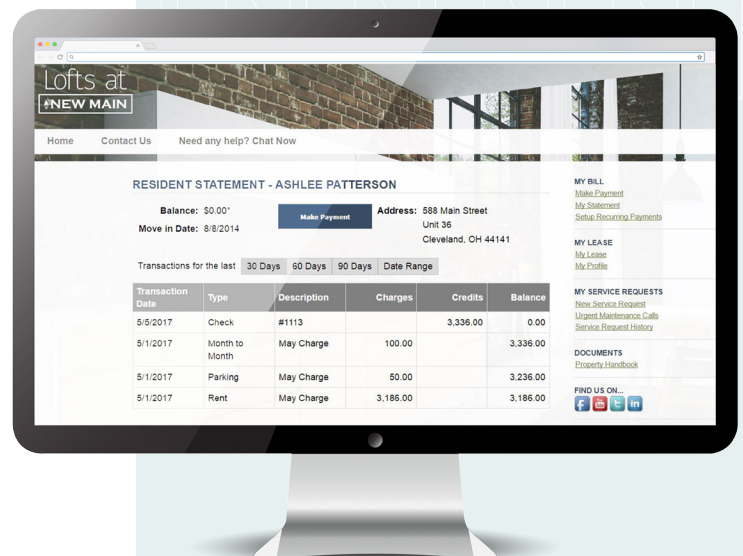 Lofts at
NEW MAIN
Home Contact Us Need any help? Chat Now
RESIDENT STATEMENT - ASHLEE PATTERSON
Balance: $0.00* Make Payment Address: 588 Main Street
Move in Date: 8/8/2014 Unit 36
Cleveland, OH 44141
Transactions for the last 30 Days 60 Days 90 Days Date Range
Transaction Date Type Description Charges Credits Balance
5/5/2017 Check #1113 3,336.00 0.00
5/1/2017 Month to Month May Charge 100.00 3,336.00
5/1/2017 Parking May Charge 50.00 3,236.00
5/1/2017 Rent May Charge 3,186.00 3,186.00
MY BILL
Make Payment
My Statement
Setup Recurring Payments
MY LEASE
My Lease
My Profile
MY SERVICE REQUESTS
New Service Request
Urgent Maintenance Calls
Service Request History
DOCUMENTS
Property Handbook
FIND US ON...
f You Tube t in